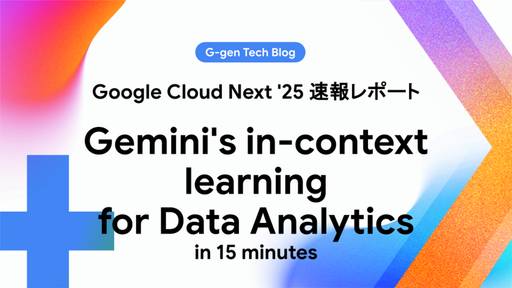 G-gen Tech Blog
Google Cloud Next '25 速報レポート
Gemini's in-context
learning
for Data Analytics
in 15 minutes